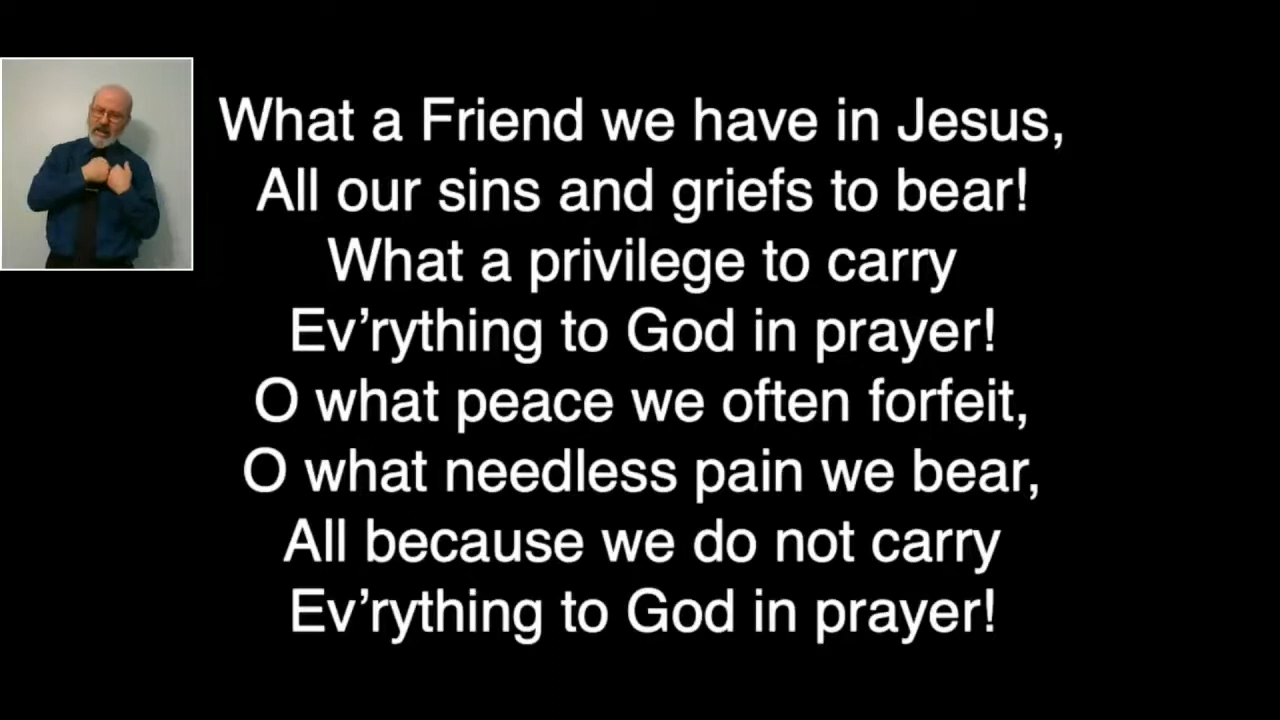 What a Friend we have in Jesus,
All our sins and griefs to bear!
What a privilege to carry
Ev’rything to God in prayer!
O what peace we often forfeit,
O what needless pain we bear,
All because we do not carry
Ev’rything to God in prayer!